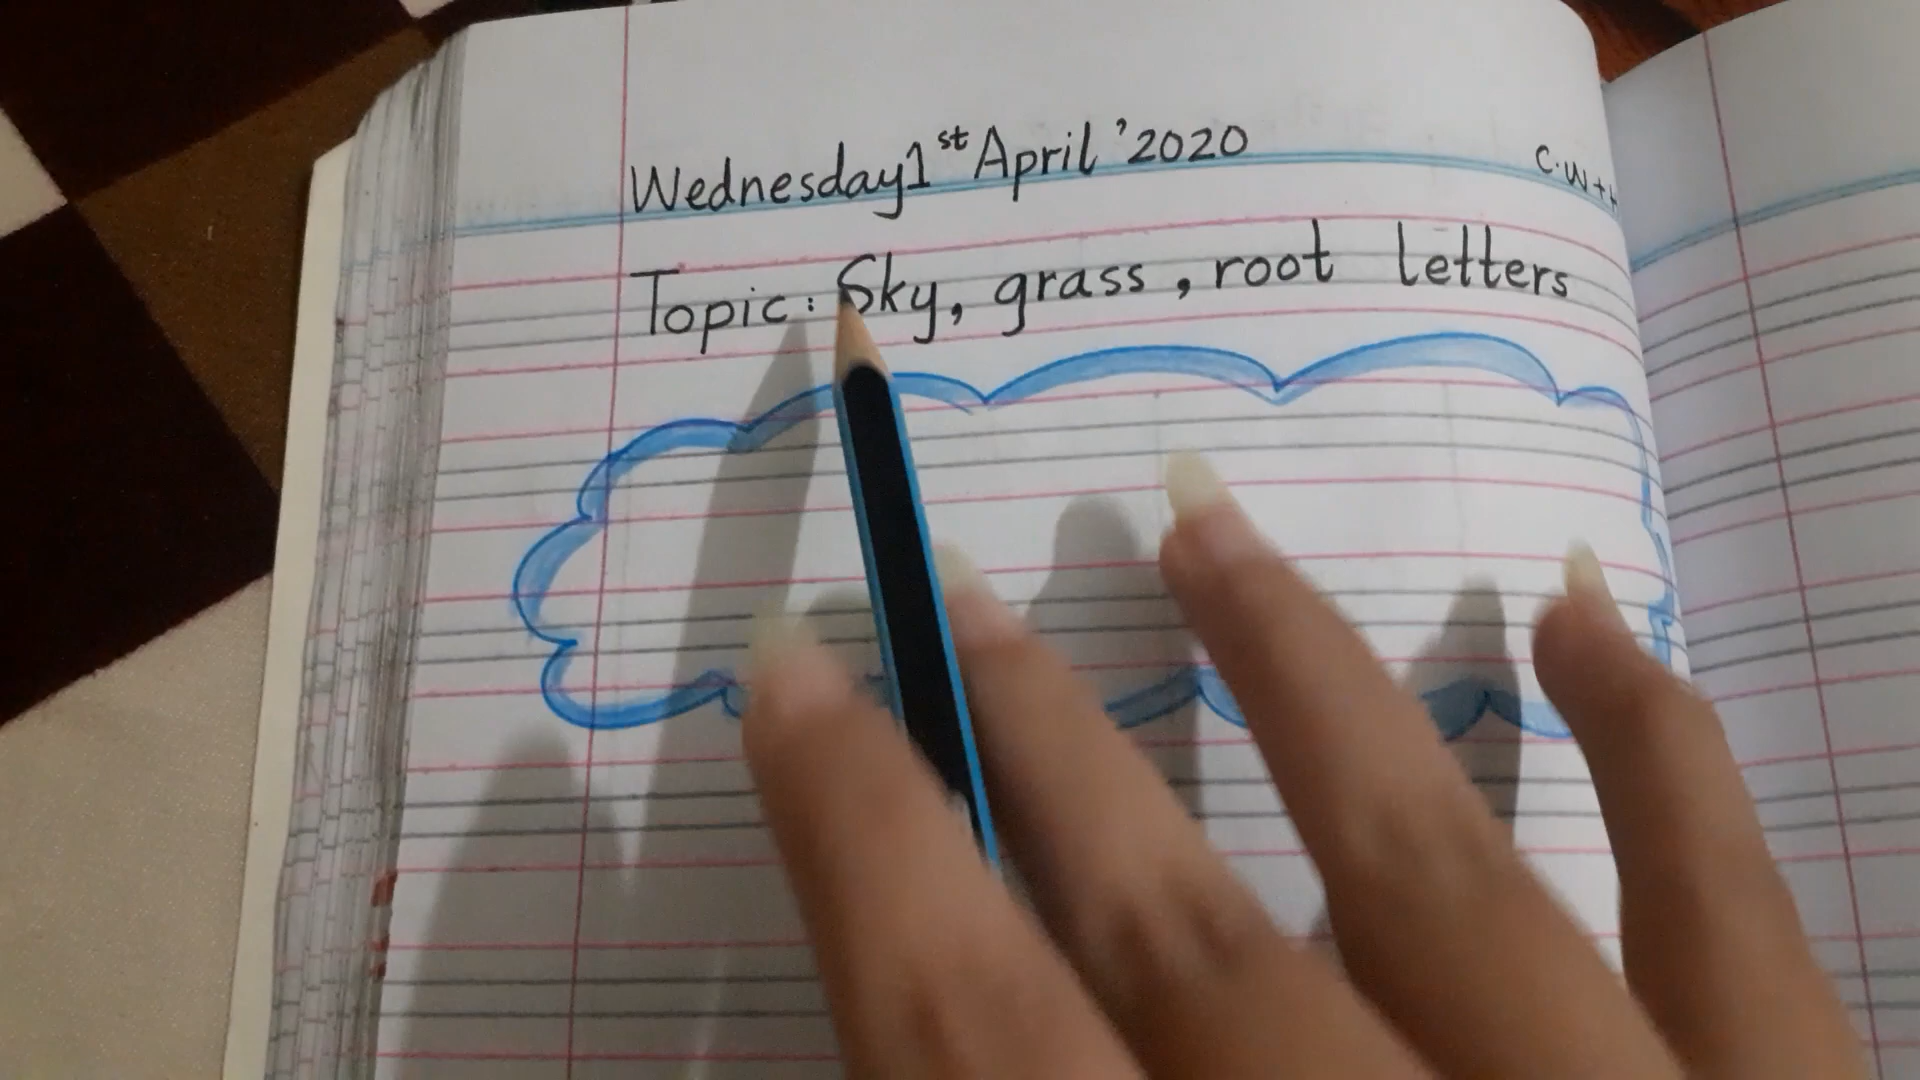 Wednesday 1st April '2020
C.W+
Topic: Sky, grass, root letters